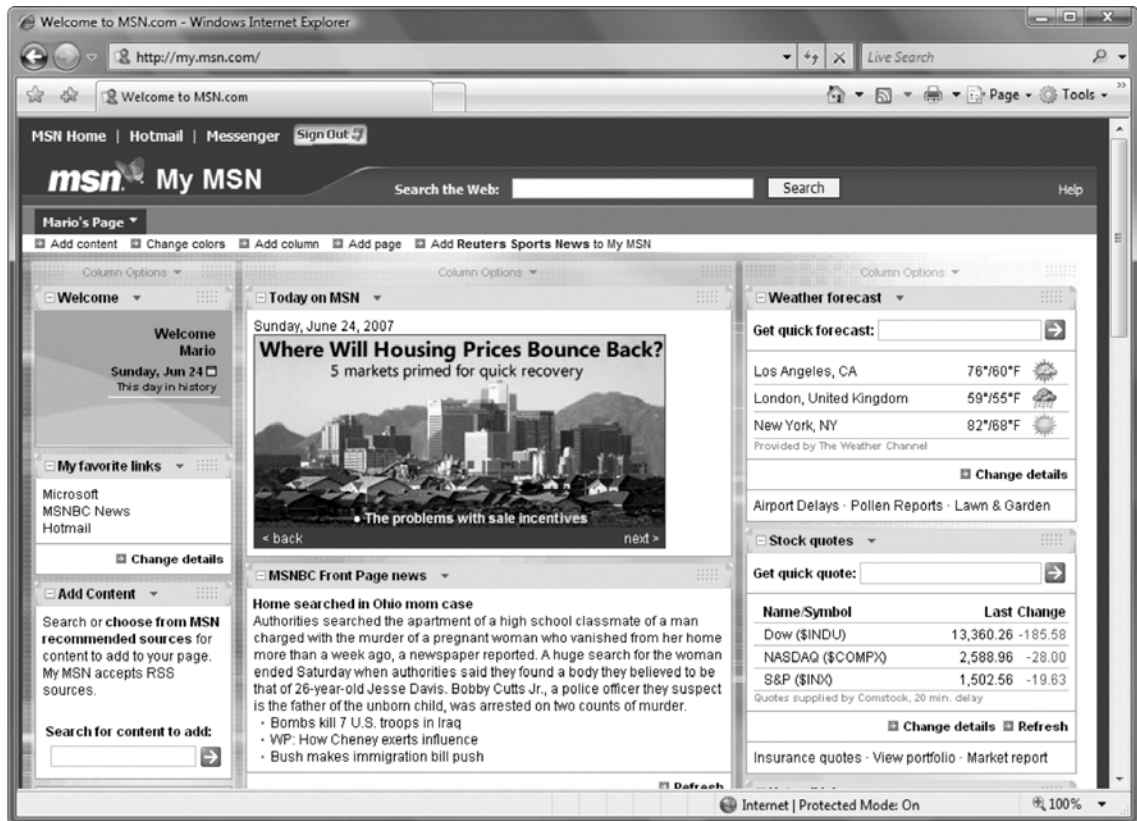 Welcome to MSN.com - Windows Internet Explorer
http://my.msn.com/
Live Search
Welcome to MSN.com
Page
Tools
MSN Home | Hotmail | Messenger
Sign Out
msn My MSN
Search the Web:
Search
Help
Mario's Page
Add content
Change colors
Add column
Add page
Add Reuters Sports News to My MSN
Column Options
Welcome
Welcome
Mario
Sunday, Jun 24
This day in history
My favorite links
Microsoft
MSNBC News
Hotmail
Change details
Add Content
Search or choose from MSN
recommended sources for
content to add to your page.
My MSN accepts RSS
sources.
Search for content to add:
Column Options
Today on MSN
Sunday, June 24, 2007
Where Will Housing Prices Bounce Back?
5 markets primed for quick recovery
• The problems with sale incentives
< back
next >
MSNBC Front Page news
Home searched in Ohio mom case
Authorities searched the apartment of a high school classmate of a man
charged with the murder of a pregnant woman who vanished from her home
more than a week ago, a newspaper reported. A huge search for the woman
ended Saturday when authorities said they found a body they believed to be
that of 26-year-old Jesse Davis. Bobby Cutts Jr., a police officer they suspect
is the father of the unborn child, was arrested on two counts of murder.
· Bombs kill 7 U.S. troops in Iraq
· WP: How Cheney exerts influence
· Bush makes immigration bill push
Refresh
Column Options
Weather forecast
Get quick forecast:
Los Angeles, CA 76°/60°F
London, United Kingdom 59°/55°F
New York, NY 82°/68°F
Provided by The Weather Channel
Change details
Airport Delays · Pollen Reports · Lawn & Garden
Stock quotes
Get quick quote:
Name/Symbol Last Change
Dow ($INDU) 13,360.26 -185.58
NASDAQ ($COMPX) 2,588.96 -28.00
S&P ($INX) 1,502.56 -19.63
Quotes supplied by Comstock, 20 min. delay
Change details Refresh
Insurance quotes · View portfolio · Market report
Internet | Protected Mode: On
100%